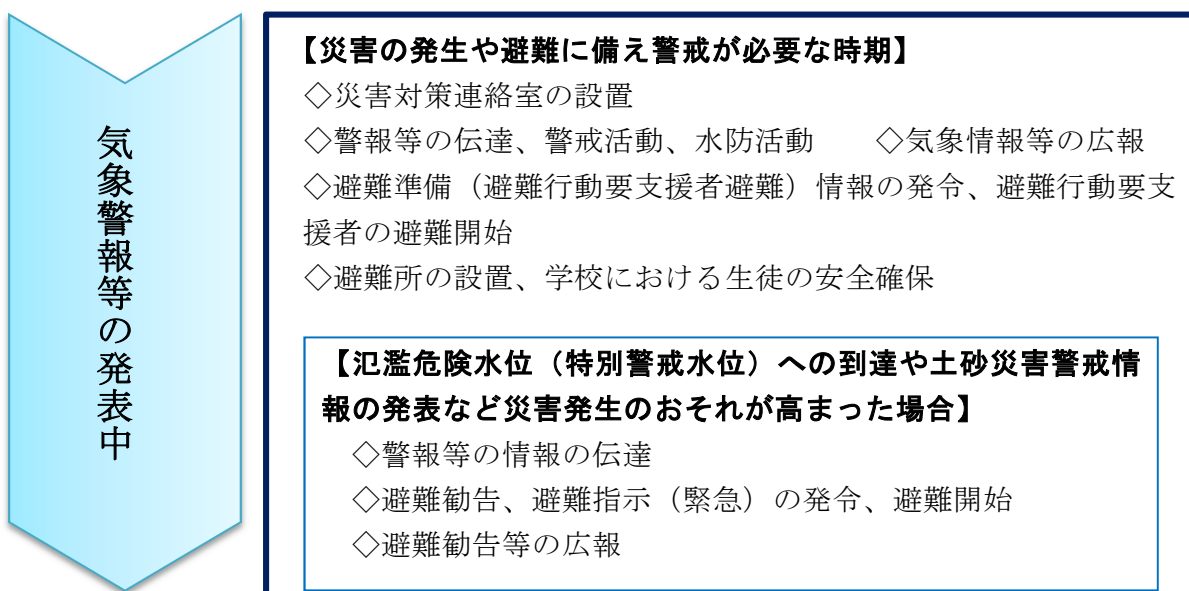 気象警報等の発表中
【災害の発生や避難に備え警戒が必要な時期】
◇災害対策連絡室の設置
◇警報等の伝達、警戒活動、水防活動　　◇気象情報等の広報
◇避難準備（避難行動要支援者避難）情報の発令、避難行動要支
援者の避難開始
◇避難所の設置、学校における生徒の安全確保
【氾濫危険水位（特別警戒水位）への到達や土砂災害警戒情
報の発表など災害発生のおそれが高まった場合】
◇警報等の情報の伝達
◇避難勧告、避難指示（緊急）の発令、避難開始
◇避難勧告等の広報